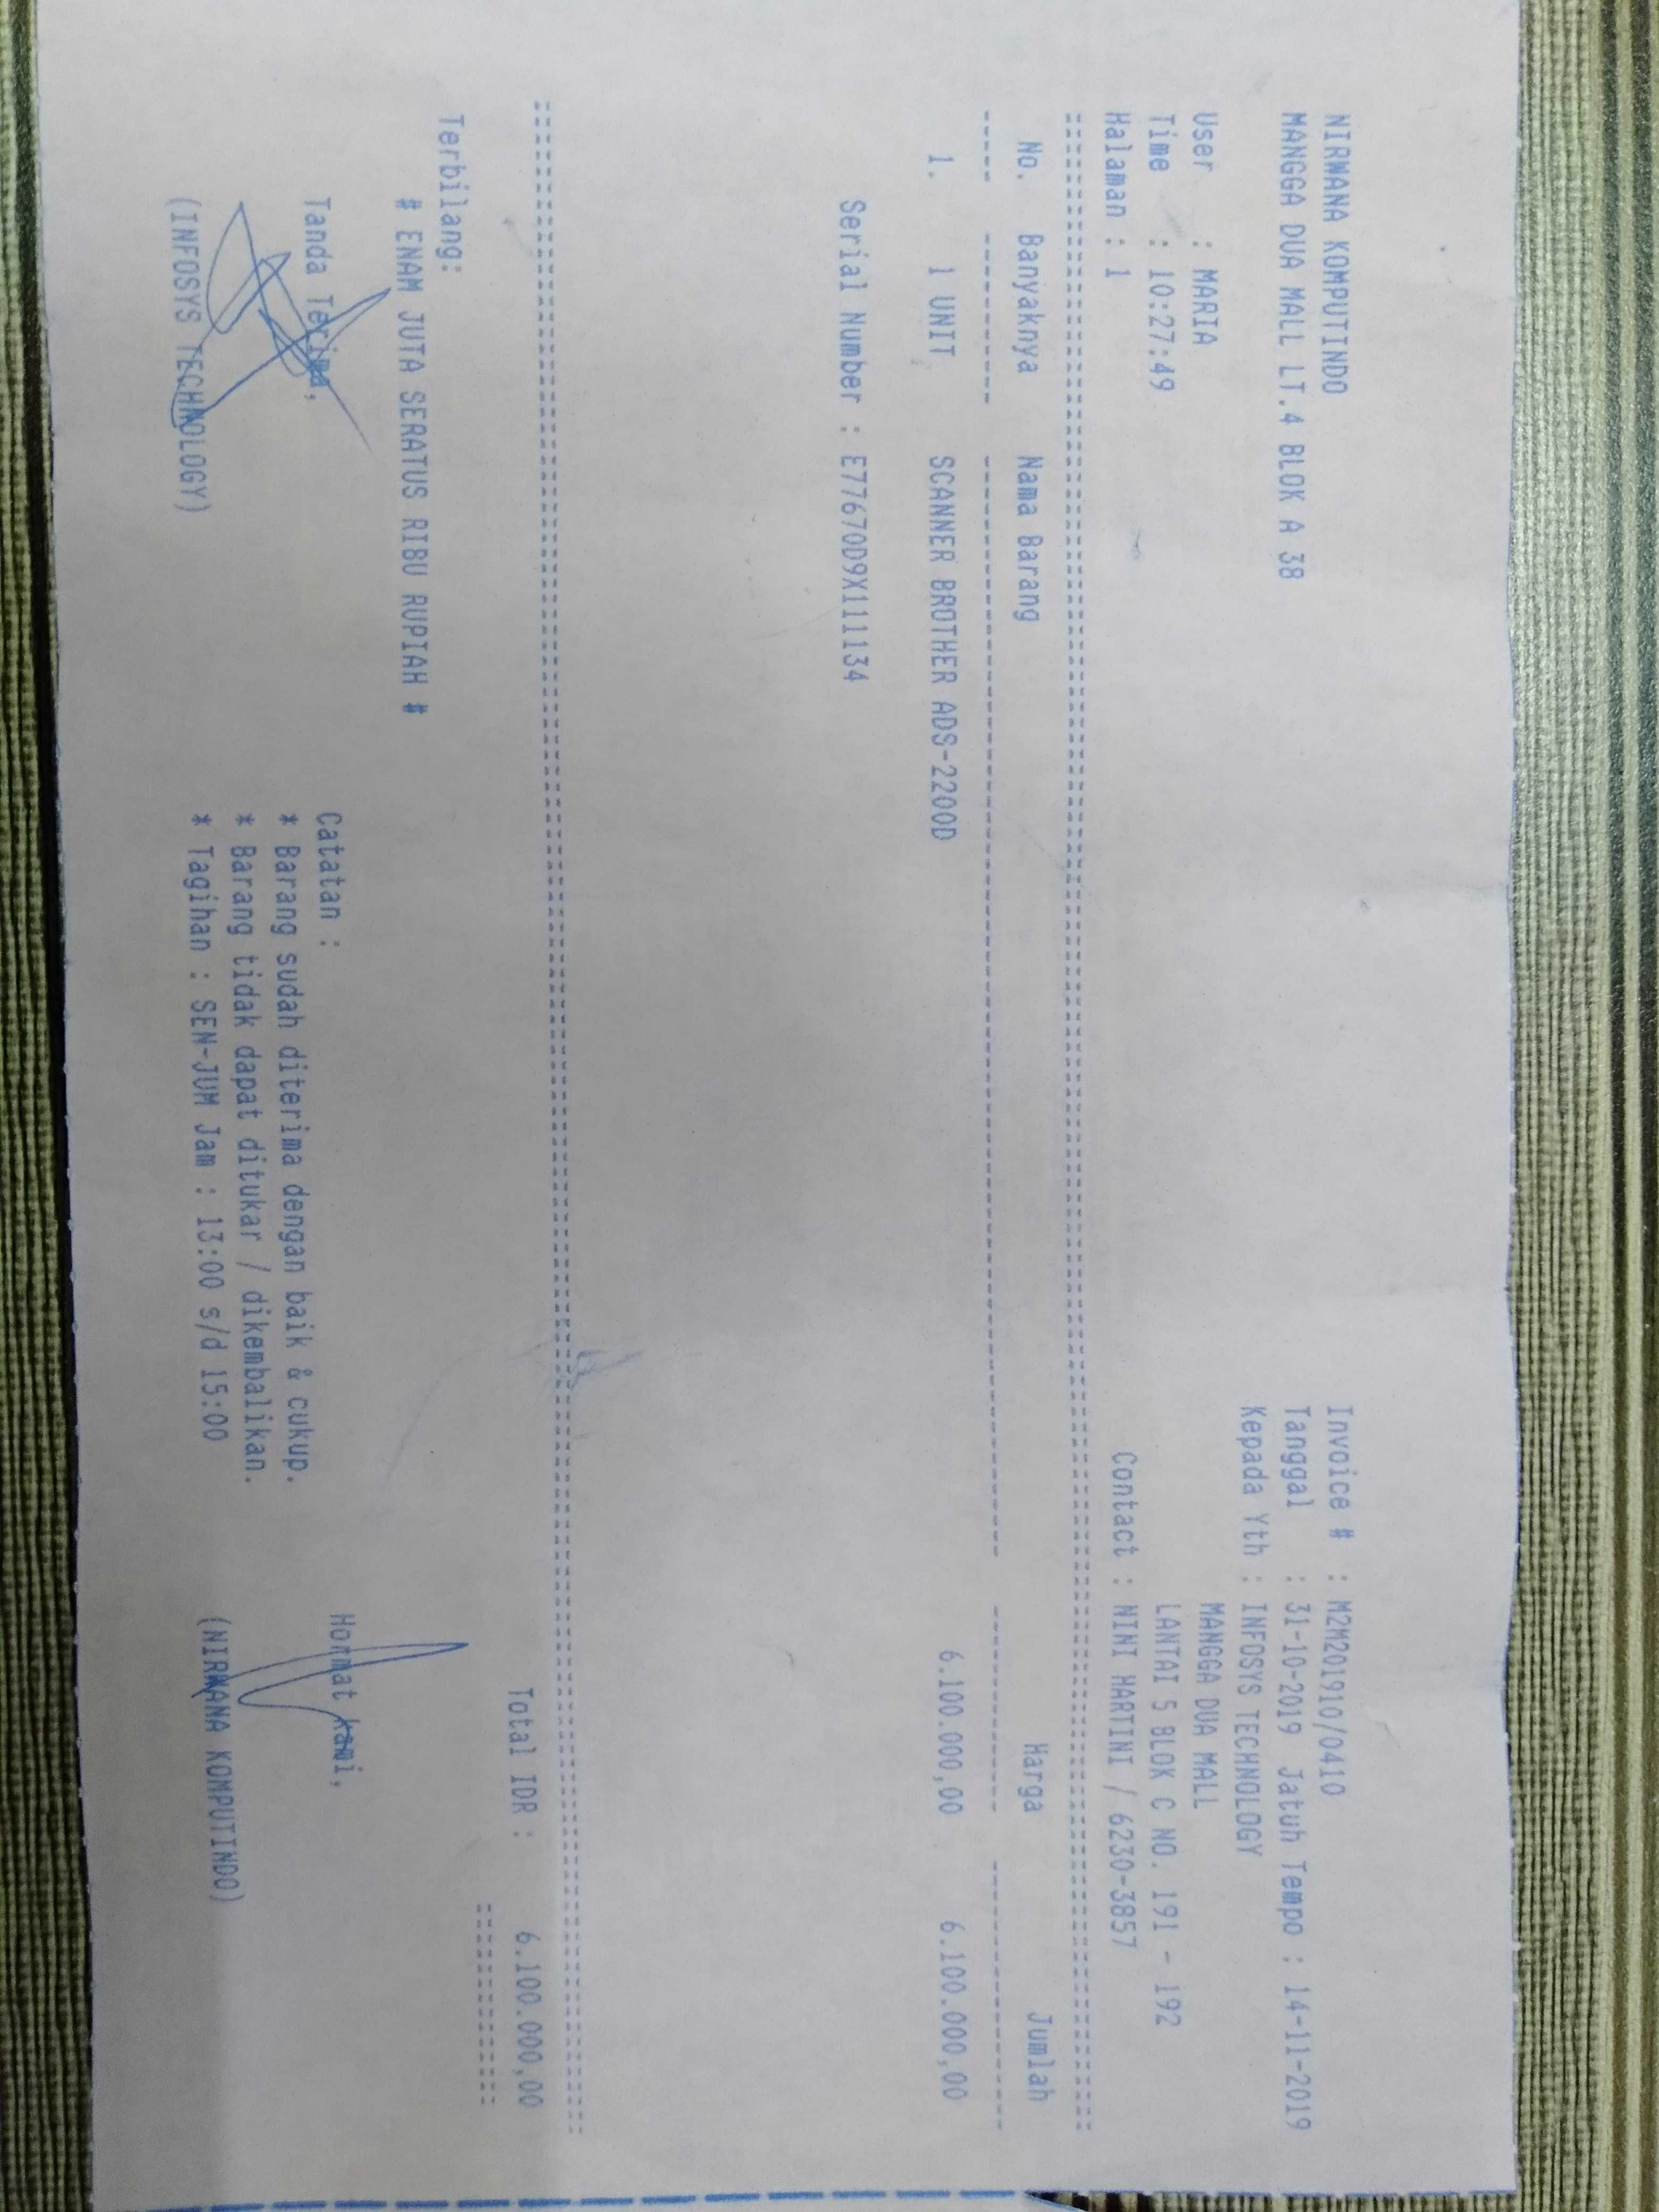 NIRWANA KOMPUTINDO
MANGGA DUA MALL LT.4 BLOK A 38
Invoice # : M2M201910/0410
Tanggal : 31-10-2019 Jatuh Tempo : 14-11-2019
Kepada Yth : INFOSYS TECHNOLOGY
MANGGA DUA MALL
LANTAI 5 BLOK C NO. 191 - 192
Contact : NINI HARTINI / 6230-3857
User : MARIA
Time : 10:27:49
Halaman : 1
No. Banyaknya Nama Barang Harga Jumlah
1. 1 UNIT SCANNER BROTHER ADS-2200D 6.100.000,00 6.100.000,00
Serial Number : E77670D9X111134
Total IDR : 6.100.000,00
Terbilang:
# ENAM JUTA SERATUS RIBU RUPIAH #
Tanda Terima,
(INFOSYS TECHNOLOGY)
Catatan :
* Barang sudah diterima dengan baik & cukup.
* Barang tidak dapat ditukar / dikembalikan.
* Tagihan : SEN-JUM Jam : 13:00 s/d 15:00
Hormat kami,
(NIRWANA KOMPUTINDO)